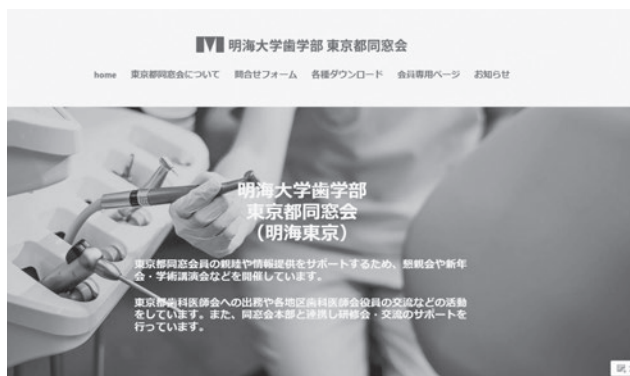 明海大学歯学部 東京都同窓会
home 東京都同窓会について 問合せフォーム 各種ダウンロード 会員専用ページ お知らせ
明海大学歯学部
東京都同窓会
（明海東京）
東京都同窓会員の親睦や情報提供をサポートするため、懇親会や新年
会・学術講演会などを開催しています。
東京都歯科医師会への出務や各地区歯科医師会役員の交流などの活動
をしています。また、同窓会本部と連携し研修会・交流のサポートを
行っています。